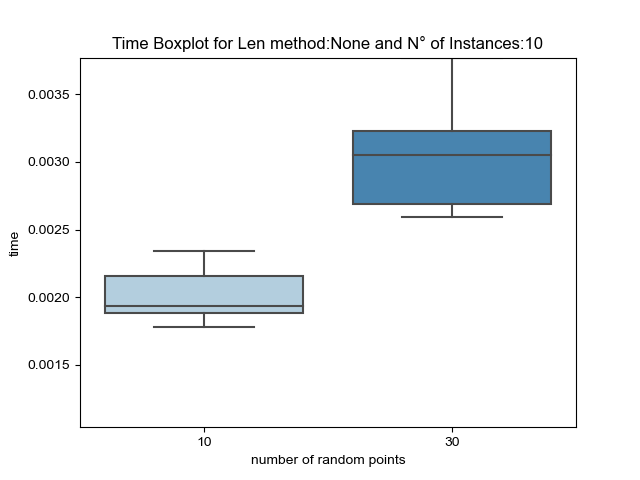 Time Boxplot for Len method:None and N° of Instances:10
0.0035
0.0030
0.0025
0.0020
0.0015
time
10
30
number of random points